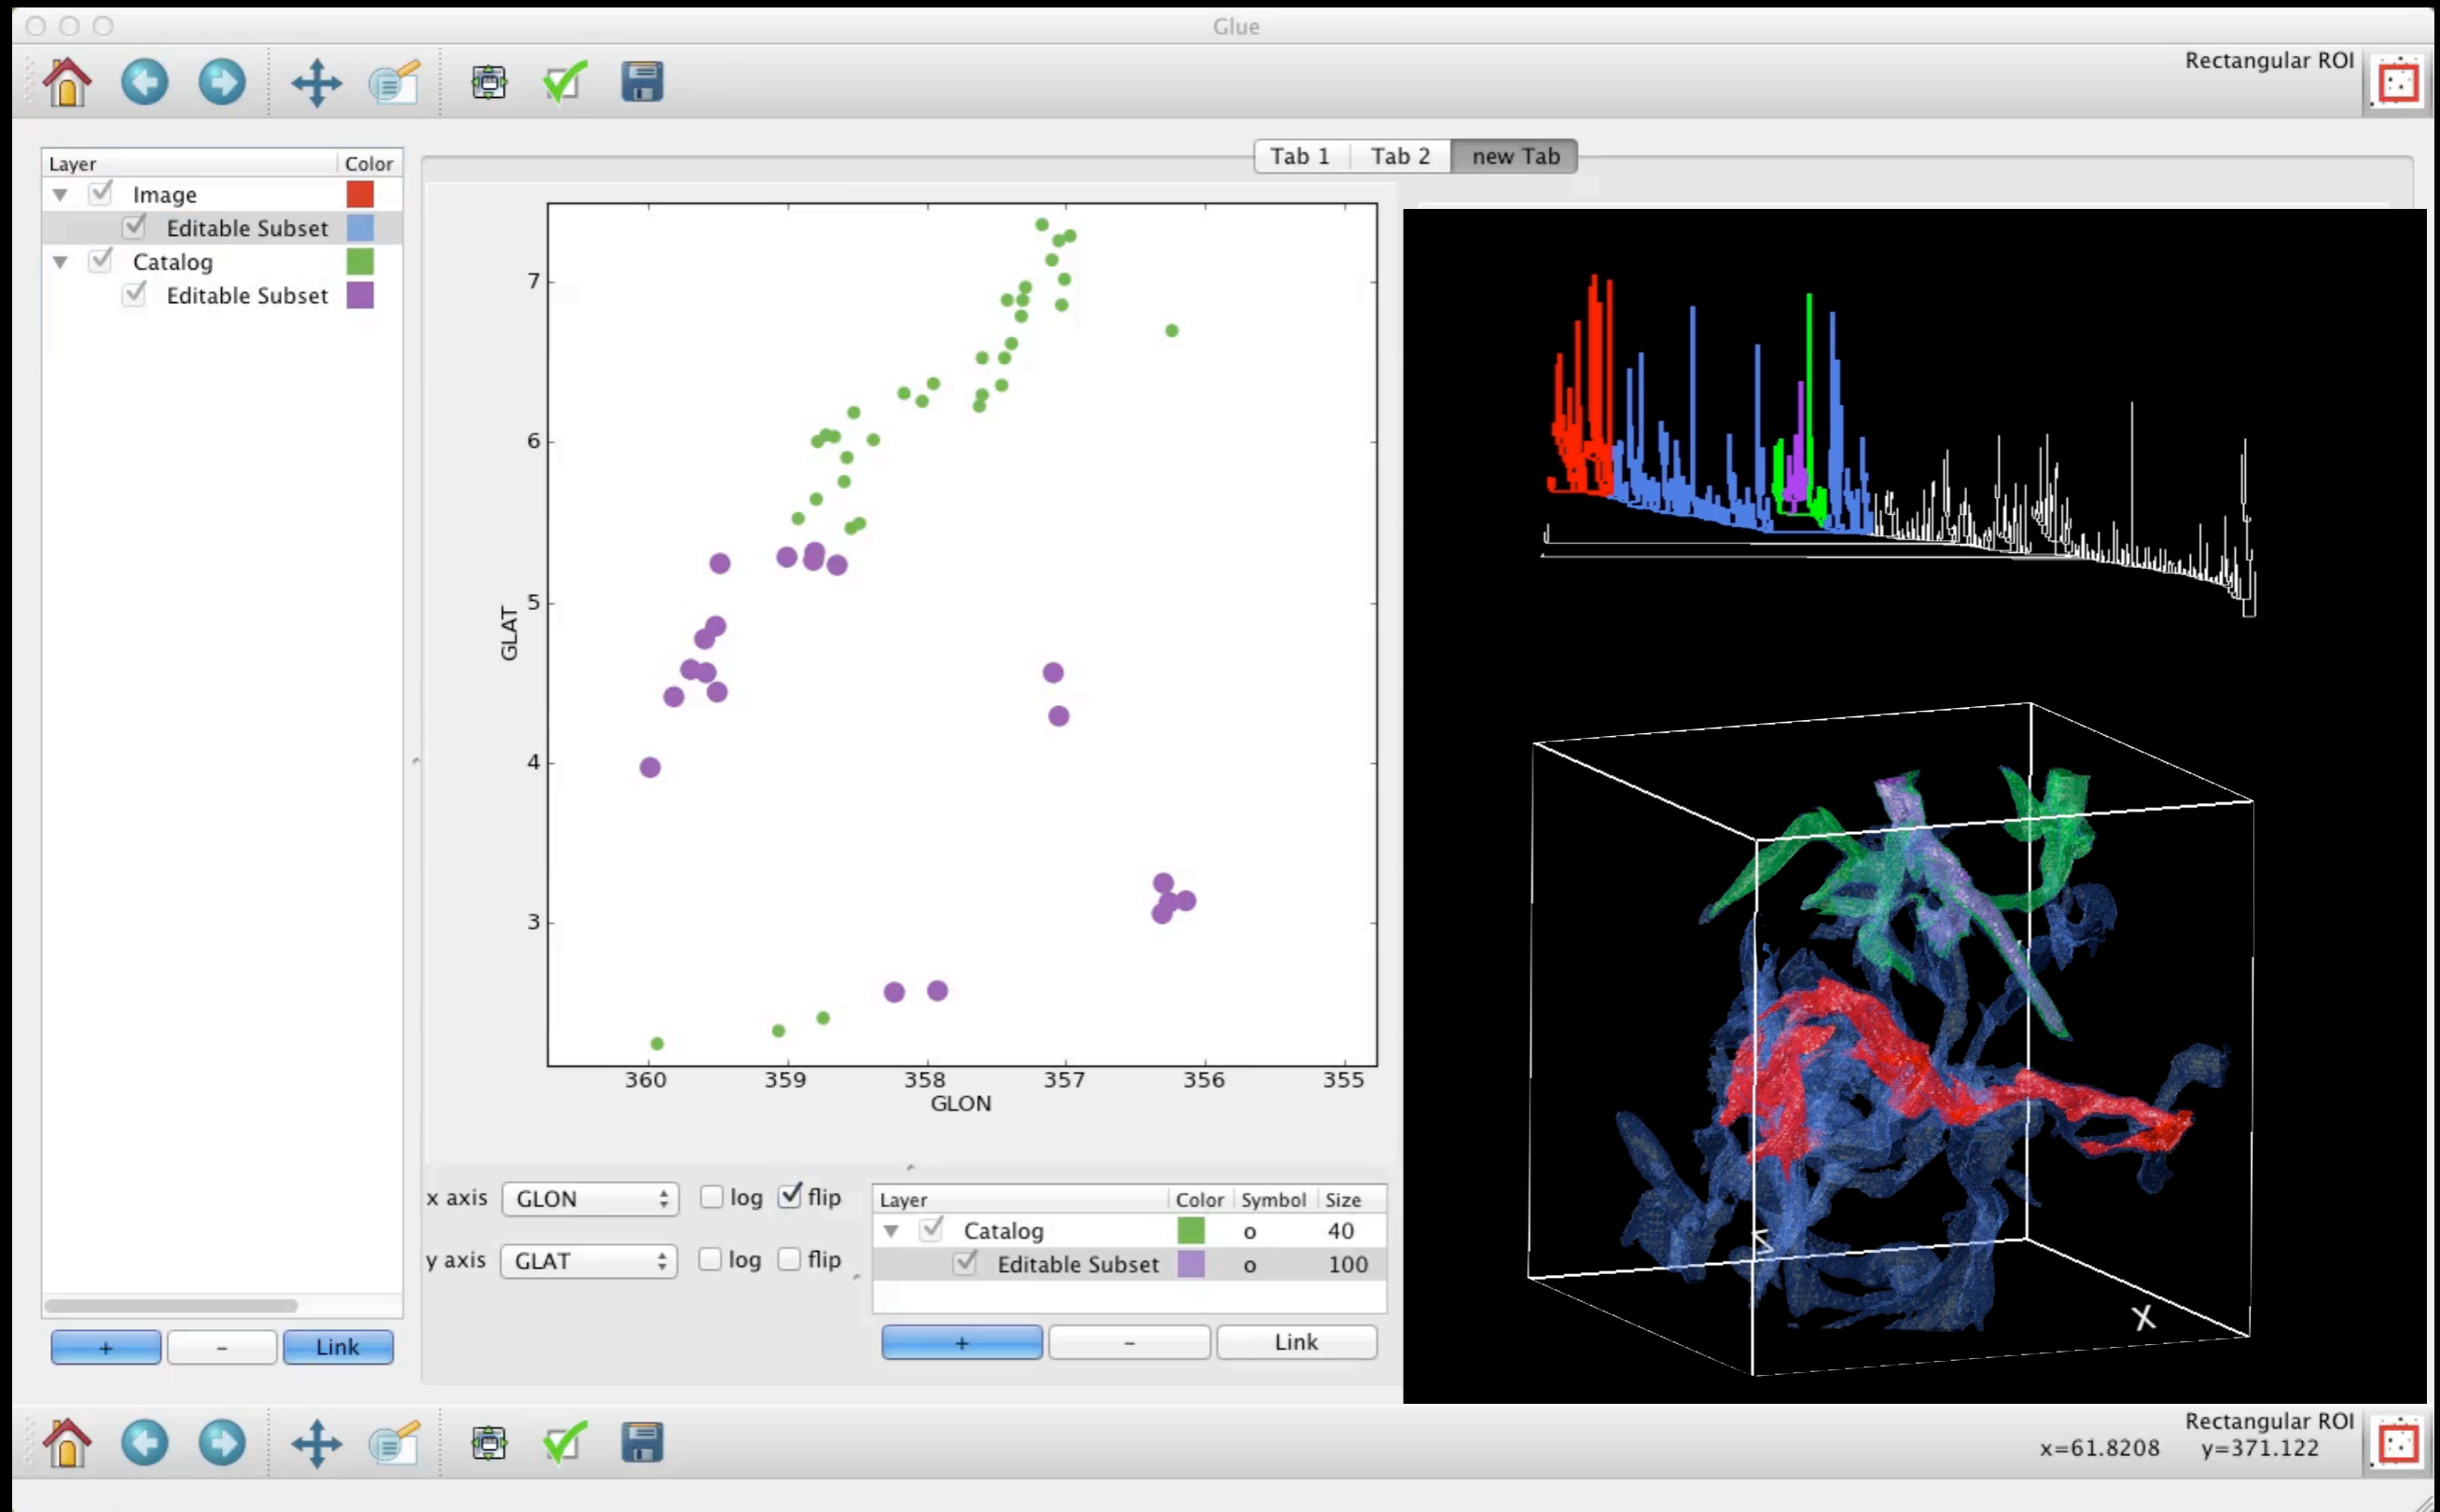 Glue
Rectangular ROI
Layer Color
Image
Editable Subset
Catalog
Editable Subset
+ - Link
Tab 1 Tab 2 new Tab
7
6
5
4
3
GLAT
360 359 358 357 356 355
GLON
x axis GLON log flip
y axis GLAT log flip
Layer Color Symbol Size
Catalog o 40
Editable Subset o 100
+ - Link
Z
X
Rectangular ROI
x=61.8208 y=371.122